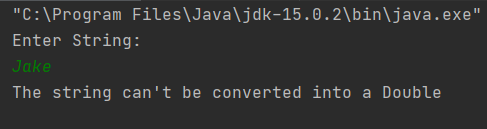 "C:\Program Files\Java\jdk-15.0.2\bin\java.exe"
Enter String:
Jake
The string can't be converted into a Double